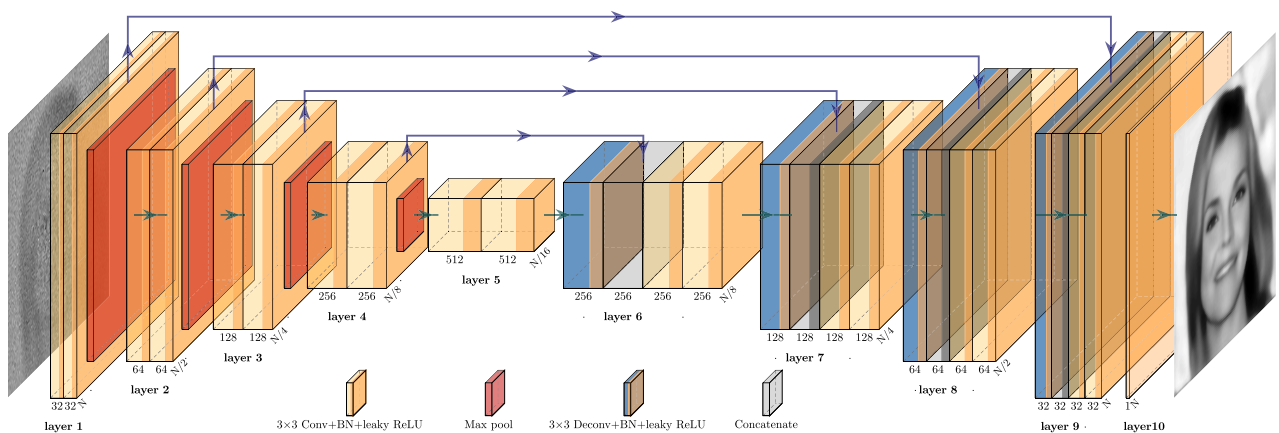 32 32 N
layer 1
64 64 N/2
layer 2
128 128 N/4
layer 3
256 256 N/8
layer 4
512 512 N/16
layer 5
256 256 256 256 N/8
layer 6
128 128 128 128 N/4
layer 7
64 64 64 64 N/2
layer 8
32 32 32 32 N
layer 9
1 N
layer10
3×3 Conv+BN+leaky ReLU
Max pool
3×3 Deconv+BN+leaky ReLU
Concatenate